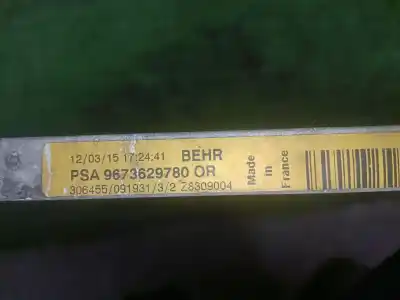 12/03/15 17:24:41 BEHR
PSA 9673629780 OR
306455/091931/3/2 Z8309004
Made
in
France